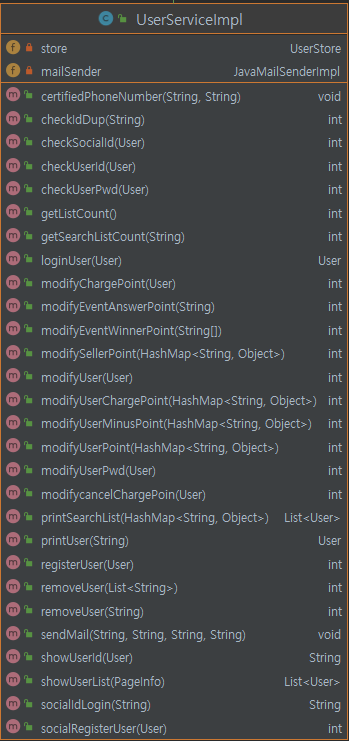 C UserServiceImpl
f store UserStore
f mailSender JavaMailSenderImpl
m certifiedPhoneNumber(String, String) void
m checkIdDup(String) int
m checkSocialId(User) int
m checkUserId(User) int
m checkUserPwd(User) int
m getListCount() int
m getSearchListCount(String) int
m loginUser(User) User
m modifyChargePoint(User) int
m modifyEventAnswerPoint(String) int
m modifyEventWinnerPoint(String[]) int
m modifySellerPoint(HashMap<String, Object>) int
m modifyUser(User) int
m modifyUserChargePoint(HashMap<String, Object>) int
m modifyUserMinusPoint(HashMap<String, Object>) int
m modifyUserPoint(HashMap<String, Object>) int
m modifyUserPwd(User) int
m modifycancelChargePoin(User) int
m printSearchList(HashMap<String, Object>) List<User>
m printUser(String) User
m registerUser(User) int
m removeUser(List<String>) int
m removeUser(String) int
m sendMail(String, String, String, String) void
m showUserId(User) String
m showUserList(PageInfo) List<User>
m socialIdLogin(String) String
m socialRegisterUser(User) int